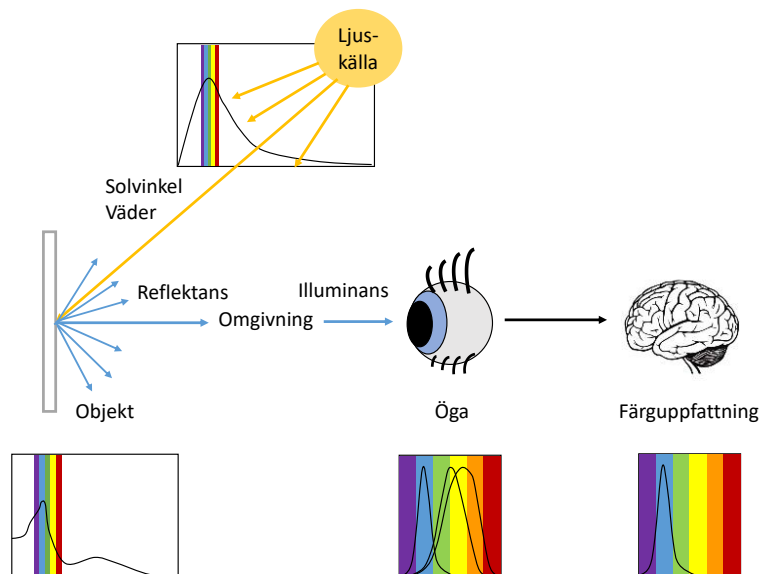 Ljus-
källa
Solvinkel
Väder
Reflektans
Illuminans
Omgivning
Objekt
Öga
Färguppfattning